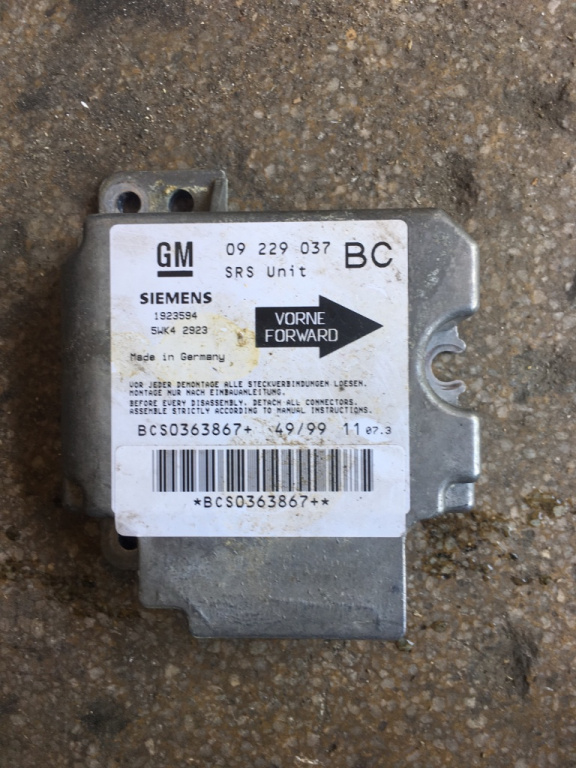 GM 09 229 037 BC
SRS Unit
SIEMENS
1923594
5WK4 2923
VORNE
FORWARD
Made in Germany
VOR JEDER DEMONTAGE ALLE STECKVERBINDUNGEN LOESEN.
MONTAGE NUR NACH EINBAUANLEITUNG.
BEFORE EVERY DISASSEMBLY, DETACH ALL CONNECTORS.
ASSEMBLE STRICTLY ACCORDING TO MANUAL INSTRUCTIONS.
BCS0363867+ 49/99 11 07.3
*BCS0363867+*